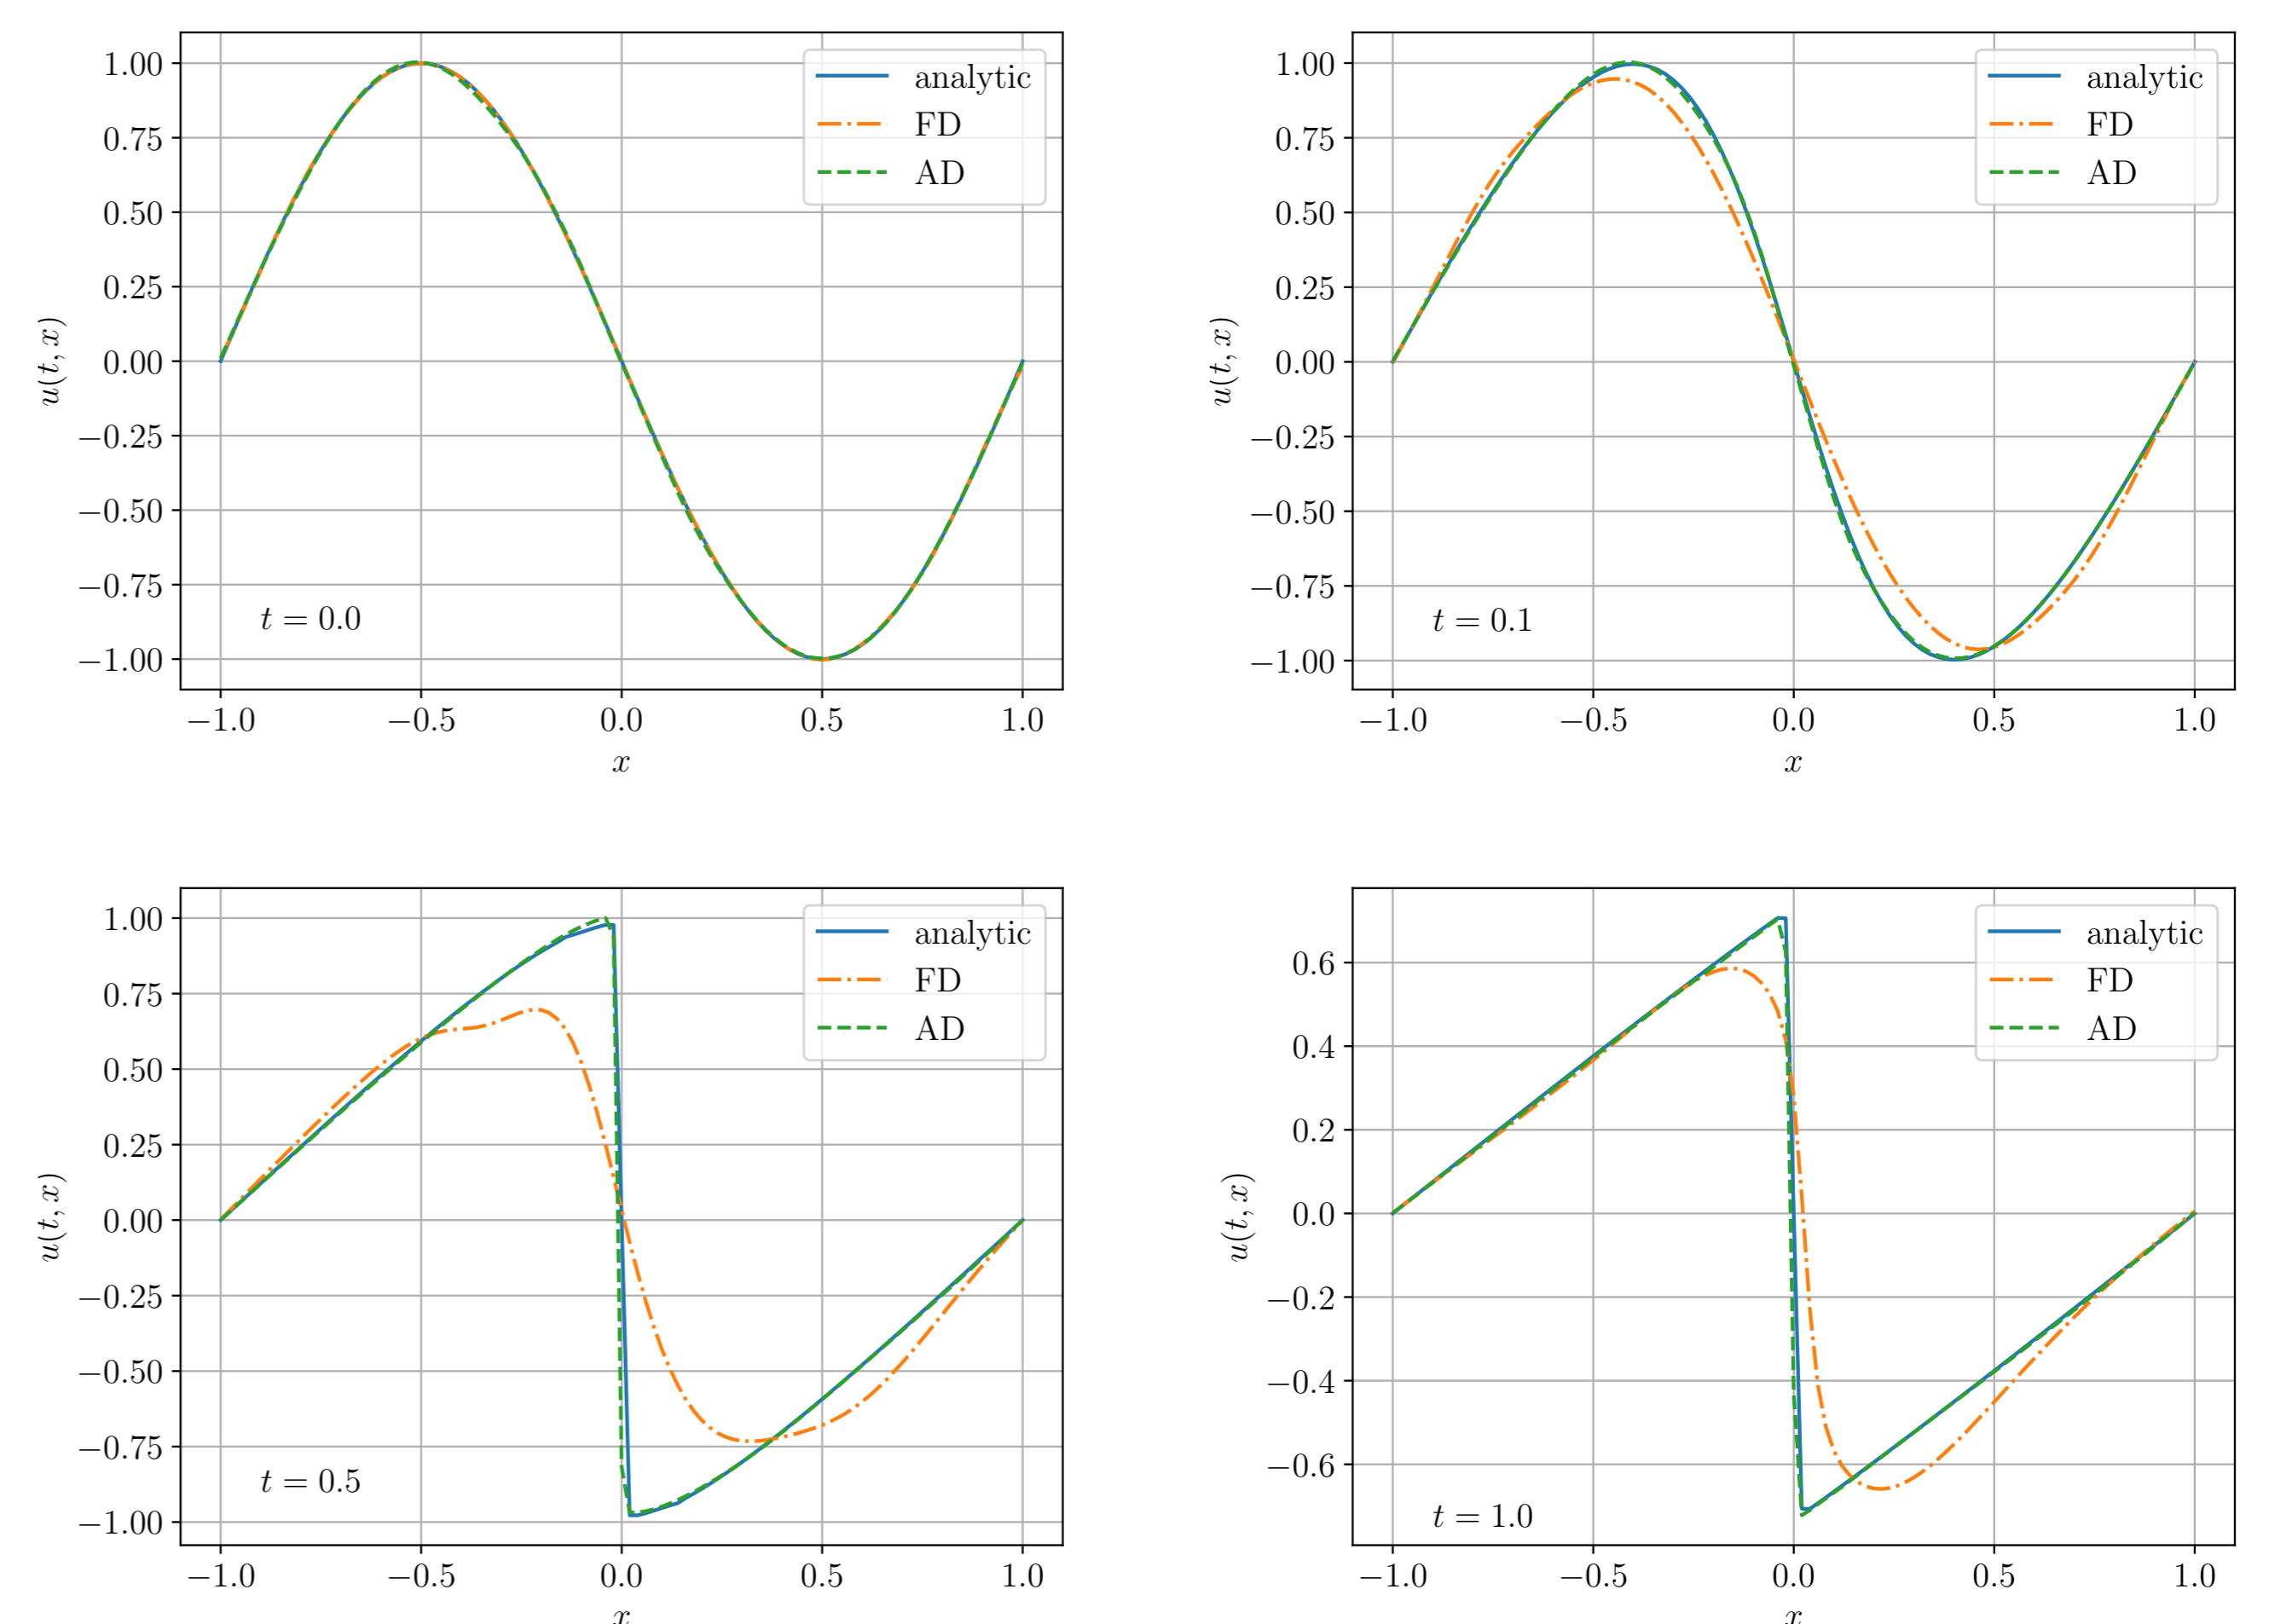 1.00
0.75
0.50
0.25
0.00
−0.25
−0.50
−0.75
−1.00
u(t, x)
analytic
FD
AD
t = 0.0
−1.0 −0.5 0.0 0.5 1.0
x
1.00
0.75
0.50
0.25
0.00
−0.25
−0.50
−0.75
−1.00
u(t, x)
analytic
FD
AD
t = 0.1
−1.0 −0.5 0.0 0.5 1.0
x
1.00
0.75
0.50
0.25
0.00
−0.25
−0.50
−0.75
−1.00
u(t, x)
analytic
FD
AD
t = 0.5
−1.0 −0.5 0.0 0.5 1.0
x
0.6
0.4
0.2
0.0
−0.2
−0.4
−0.6
u(t, x)
analytic
FD
AD
t = 1.0
−1.0 −0.5 0.0 0.5 1.0
x